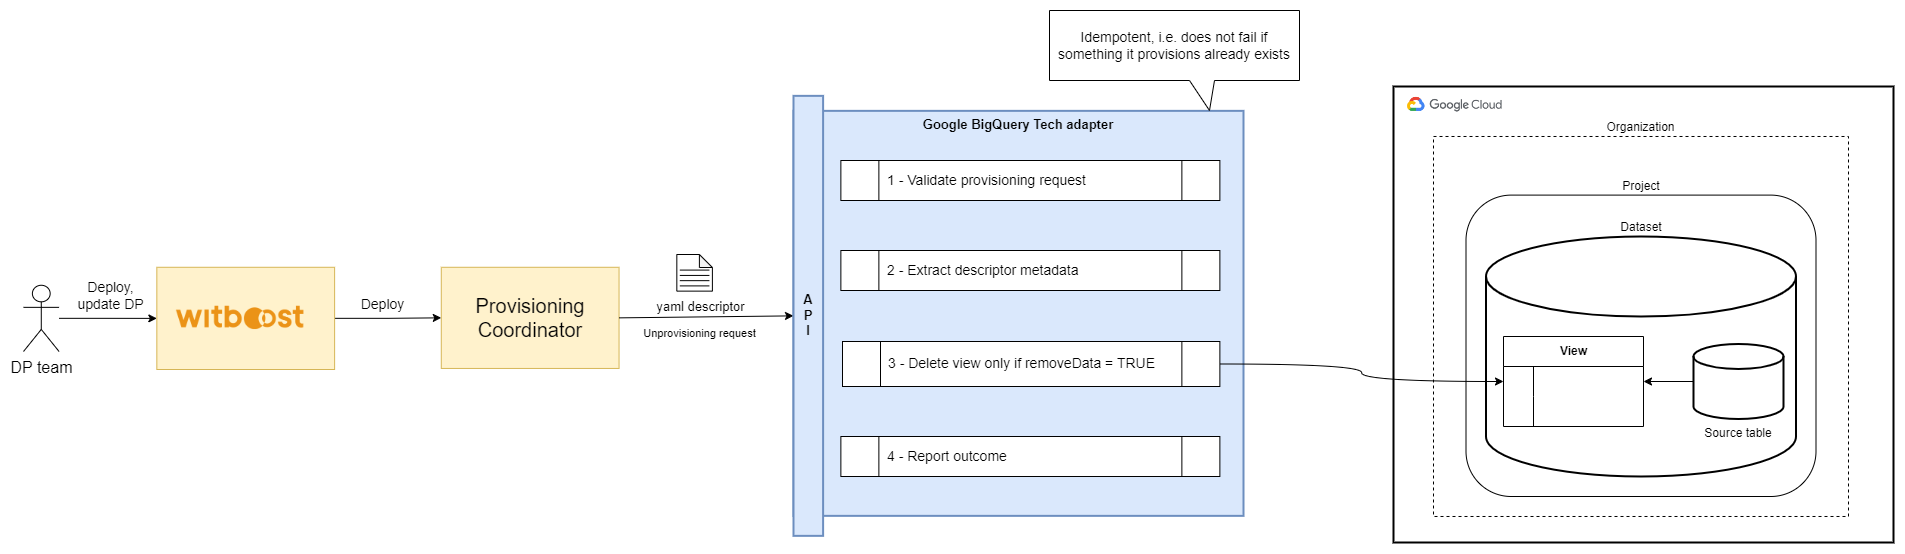 Idempotent, i.e. does not fail if
something it provisions already exists
Google Cloud
Organization
Project
Dataset
View
Source table
Google BigQuery Tech adapter
1 - Validate provisioning request
2 - Extract descriptor metadata
3 - Delete view only if removeData = TRUE
4 - Report outcome
A
P
I
Deploy,
update DP
DP team
witboost
Deploy
Provisioning
Coordinator
yaml descriptor
Unprovisioning request